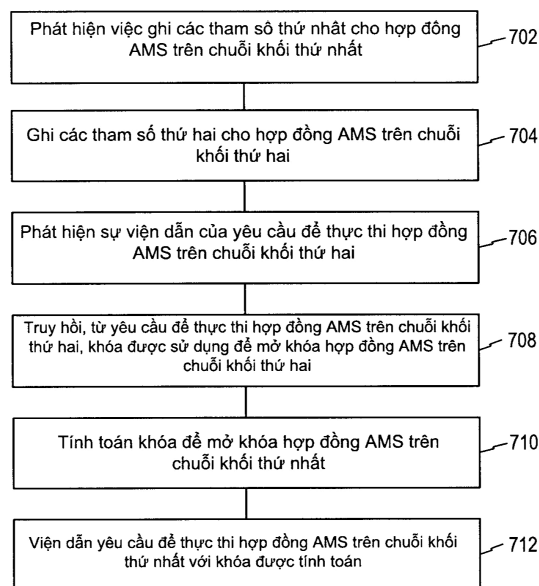 Phát hiện việc ghi các tham số thứ nhất cho hợp đồng
AMS trên chuỗi khối thứ nhất
702
Ghi các tham số thứ hai cho hợp đồng AMS trên chuỗi
khối thứ hai
704
Phát hiện sự viện dẫn của yêu cầu để thực thi hợp đồng
AMS trên chuỗi khối thứ hai
706
Truy hồi, từ yêu cầu để thực thi hợp đồng AMS trên chuỗi khối
thứ hai, khóa được sử dụng để mở khóa hợp đồng AMS trên
chuỗi khối thứ hai
708
Tính toán khóa để mở khóa hợp đồng AMS trên
chuỗi khối thứ nhất
710
Viện dẫn yêu cầu để thực thi hợp đồng AMS trên chuỗi khối
thứ nhất với khóa được tính toán
712